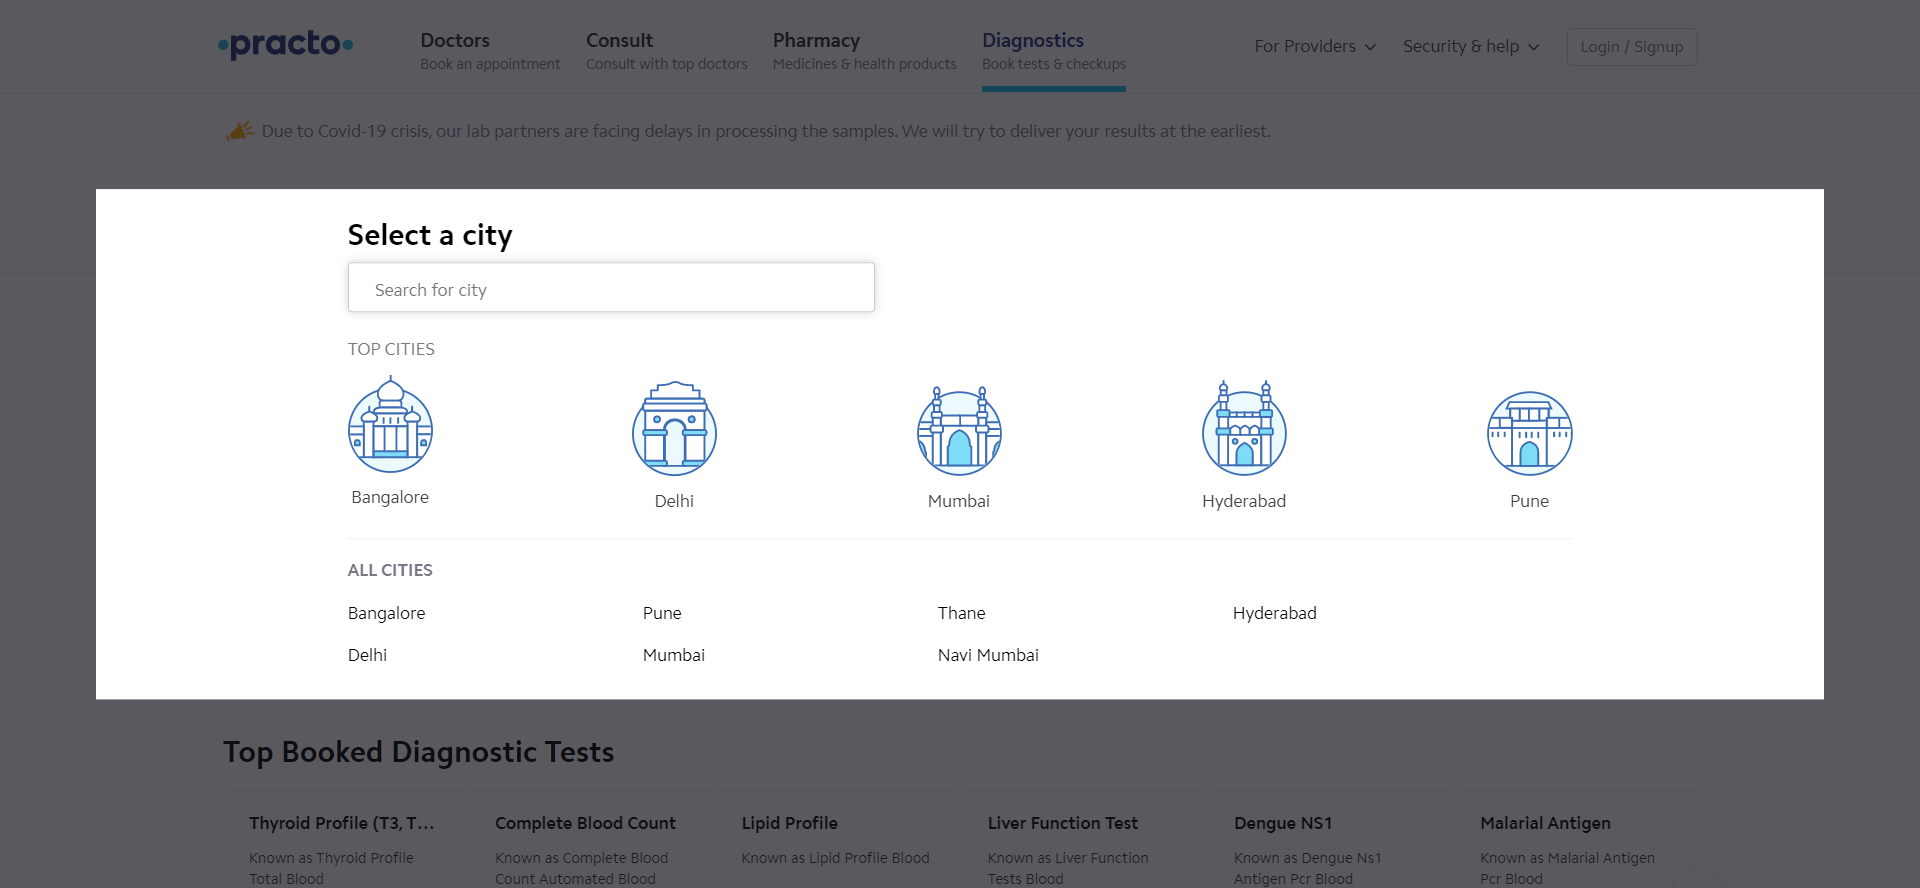 practo
Doctors
Book an appointment
Consult
Consult with top doctors
Pharmacy
Medicines & health products
Diagnostics
Book tests & checkups
For Providers
Security & help
Login / Signup
Due to Covid-19 crisis, our lab partners are facing delays in processing the samples. We will try to deliver your results at the earliest.
Select a city
Search for city
TOP CITIES
Bangalore
Delhi
Mumbai
Hyderabad
Pune
ALL CITIES
Bangalore
Pune
Thane
Hyderabad
Delhi
Mumbai
Navi Mumbai
Top Booked Diagnostic Tests
Thyroid Profile (T3, T...
Known as Thyroid Profile
Total Blood
Complete Blood Count
Known as Complete Blood
Count Automated Blood
Lipid Profile
Known as Lipid Profile Blood
Liver Function Test
Known as Liver Function
Tests Blood
Dengue NS1
Known as Dengue Ns1
Antigen Pcr Blood
Malarial Antigen
Known as Malarial Antigen
Pcr Blood